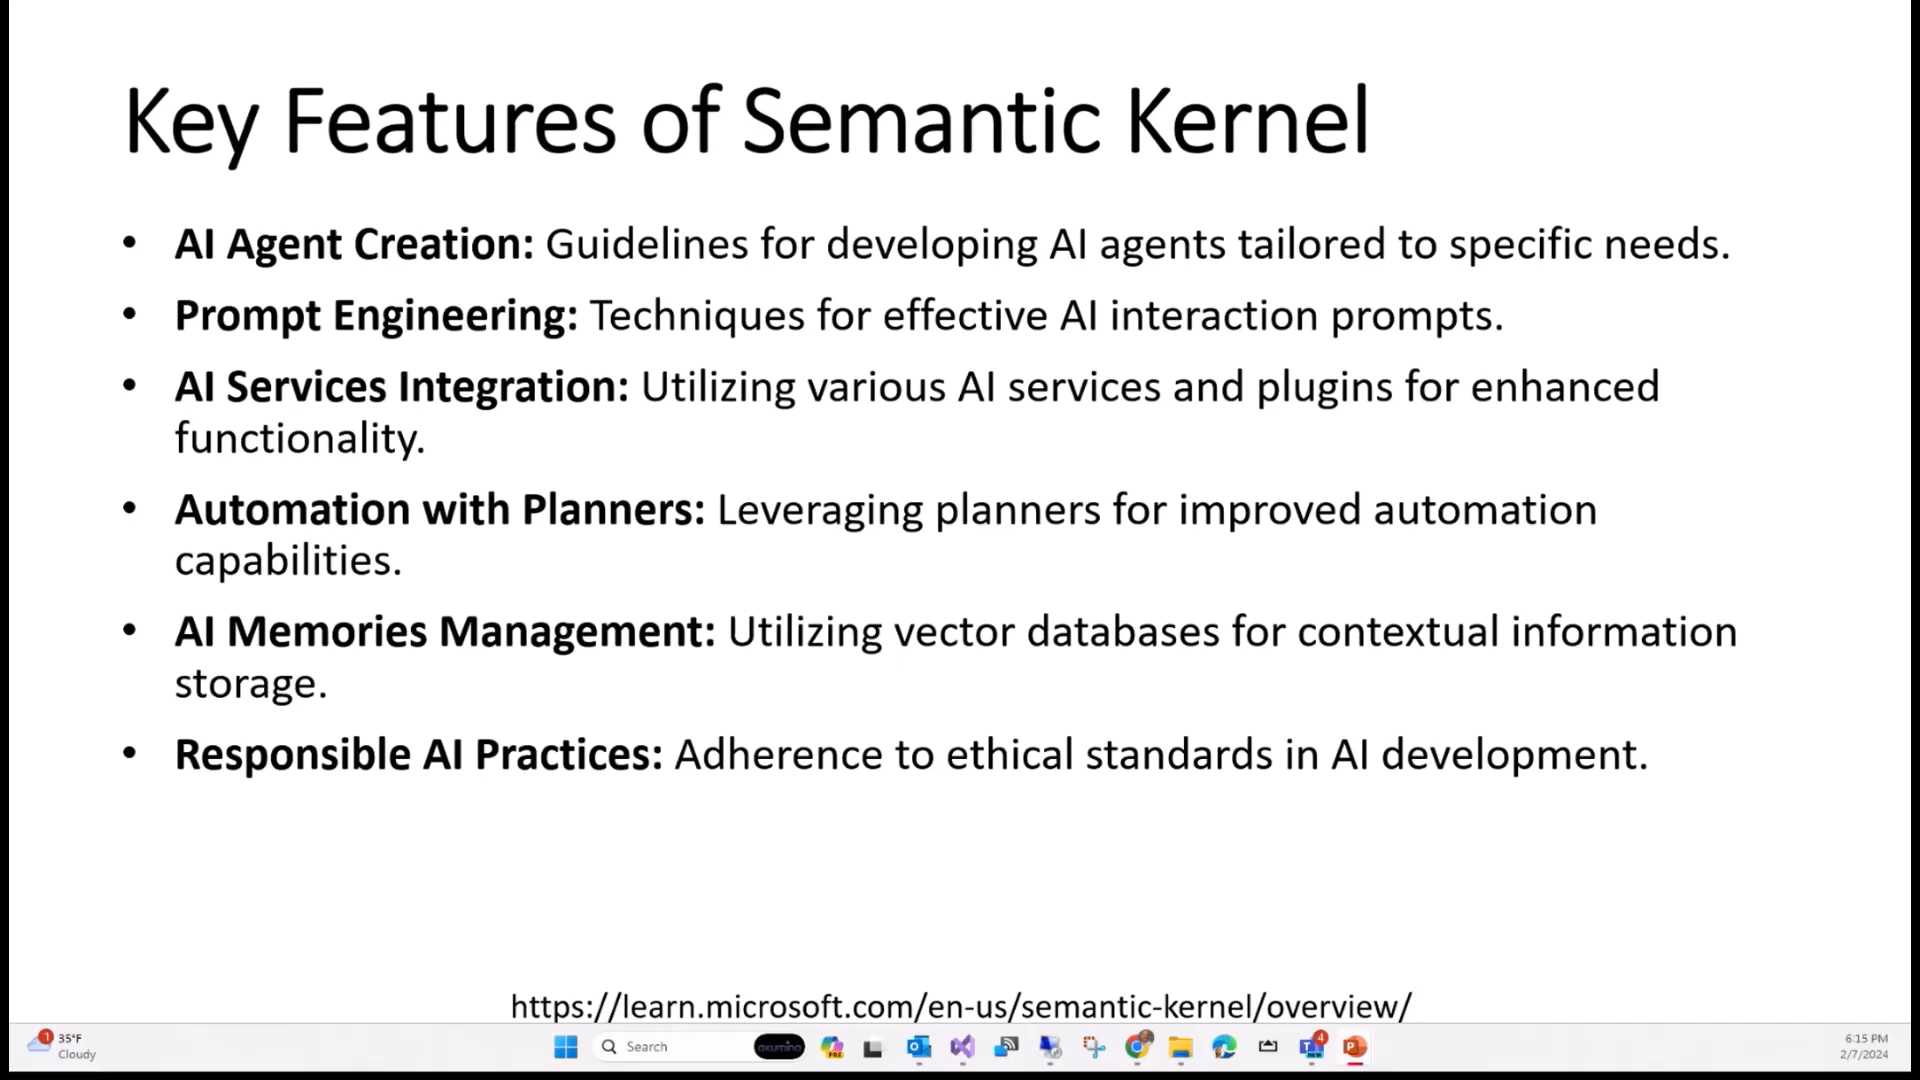 Key Features of Semantic Kernel
• AI Agent Creation: Guidelines for developing AI agents tailored to specific needs.
• Prompt Engineering: Techniques for effective AI interaction prompts.
• AI Services Integration: Utilizing various AI services and plugins for enhanced
functionality.
• Automation with Planners: Leveraging planners for improved automation
capabilities.
• AI Memories Management: Utilizing vector databases for contextual information
storage.
• Responsible AI Practices: Adherence to ethical standards in AI development.
https://learn.microsoft.com/en-us/semantic-kernel/overview/
1
35°F
Cloudy
Search
akumina
PRE
4
6:15 PM
2/7/2024